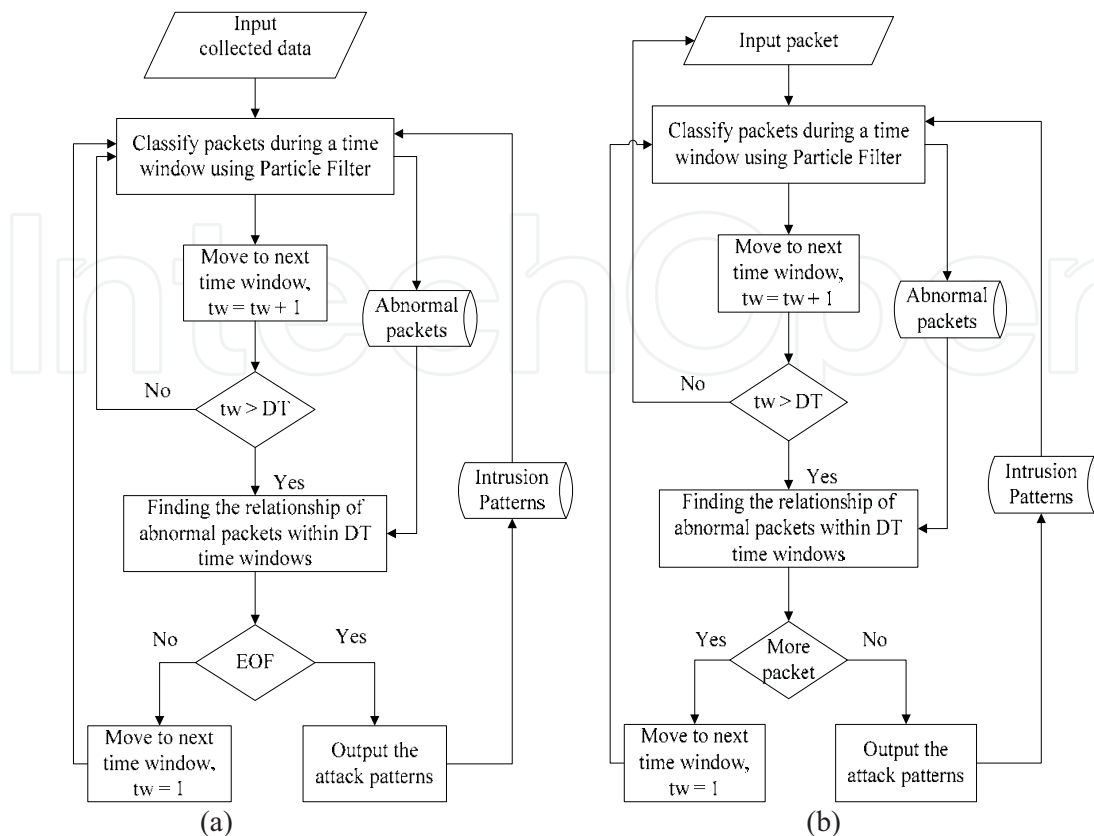 Input
collected data
Classify packets during a time
window using Particle Filter
Move to next
time window,
tw = tw + 1
Abnormal
packets
No
tw > DT
Yes
Intrusion
Patterns
Finding the relationship of
abnormal packets within DT
time windows
No
Yes
EOF
Move to next
time window,
tw = 1
Output the
attack patterns
(a)
Input packet
Classify packets during a time
window using Particle Filter
Move to next
time window,
tw = tw + 1
Abnormal
packets
No
tw > DT
Yes
Intrusion
Patterns
Finding the relationship of
abnormal packets within DT
time windows
Yes
No
More
packet
Move to next
time window,
tw = 1
Output the
attack patterns
(b)
IntechOpen